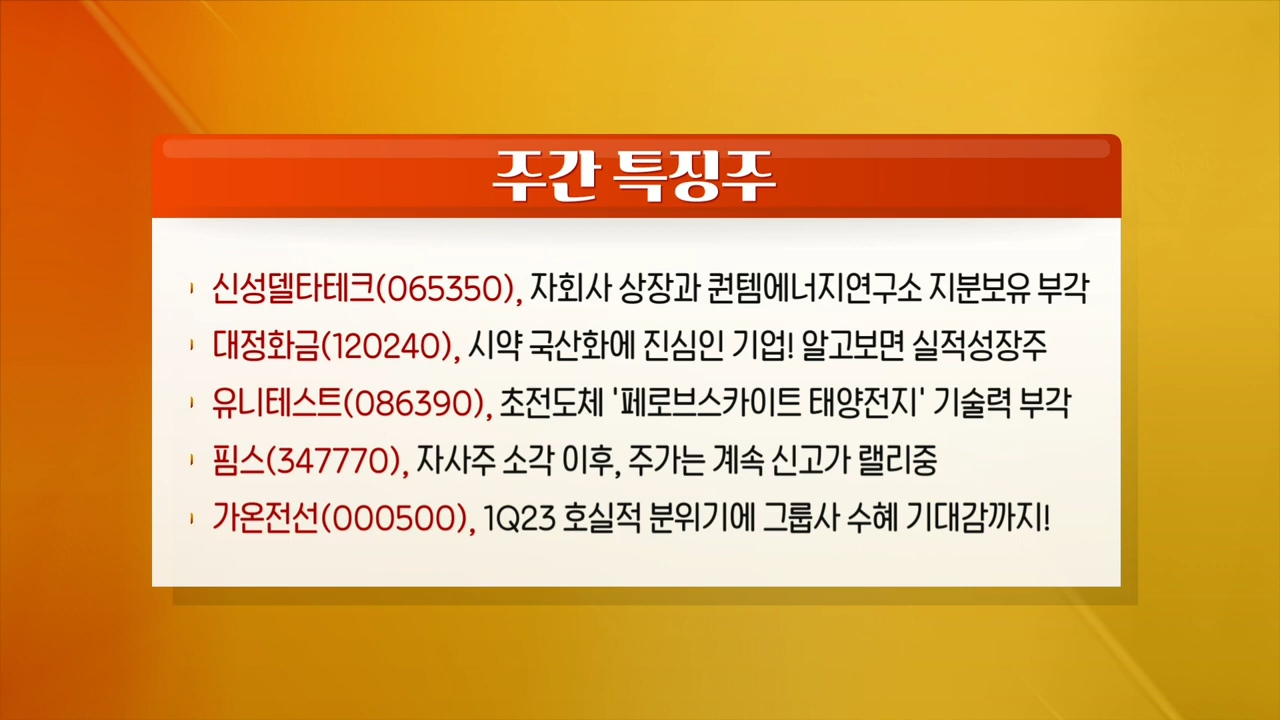 주간 특징주
신성델타테크(065350), 자회사 상장과 퀀텀에너지연구소 지분보유 부각
대정화금(120240), 시약 국산화에 진심인 기업! 알고보면 실적성장주
유니테스트(086390), 초전도체 '페로브스카이트 태양전지' 기술력 부각
핌스(347770), 자사주 소각 이후, 주가는 계속 신고가 랠리중
가온전선(000500), 1Q23 호실적 분위기에 그룹사 수혜 기대감까지!